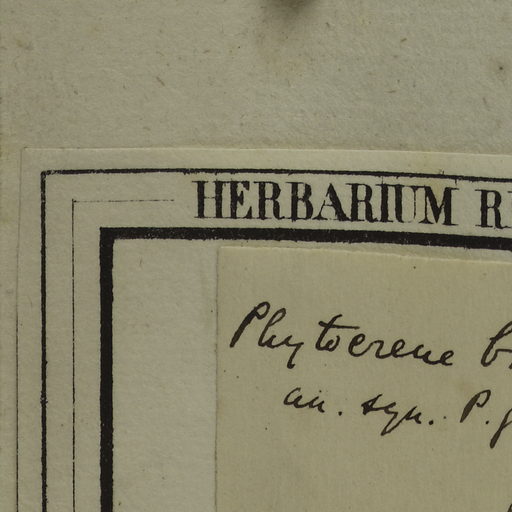 HERBARIUM
Phytocrene
an. syn. P.